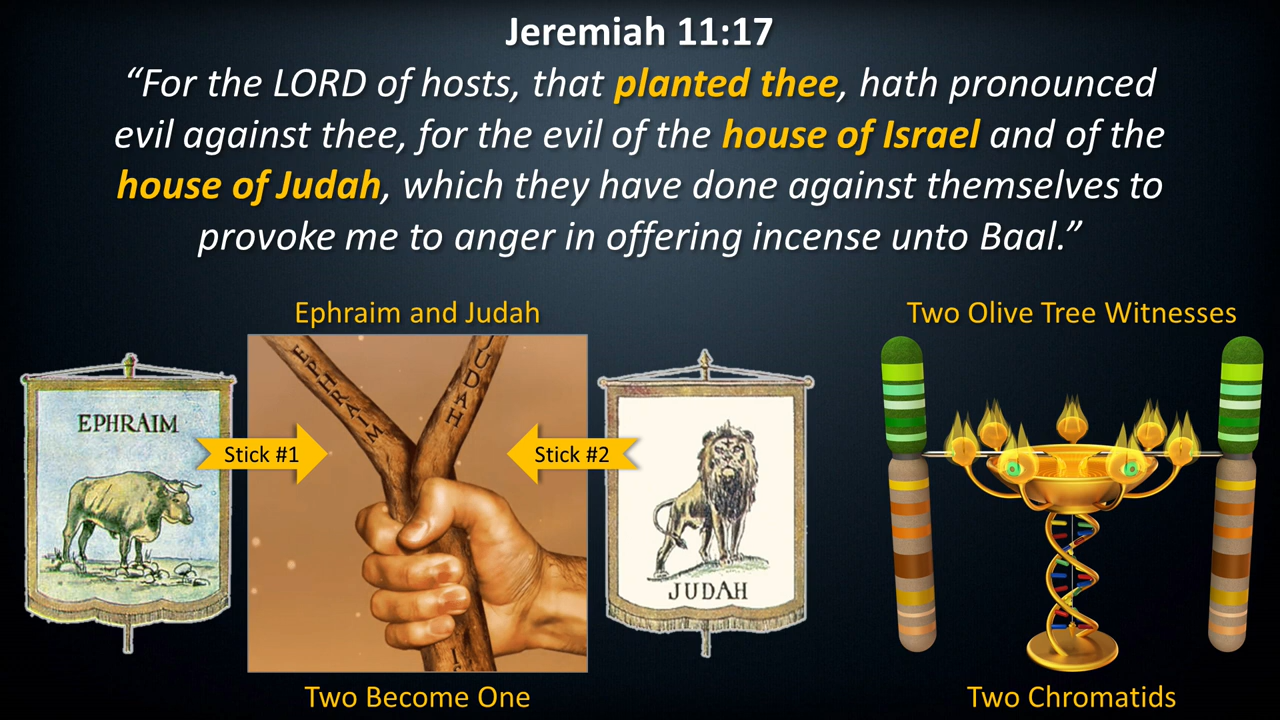 Jeremiah 11:17
“For the LORD of hosts, that planted thee, hath pronounced
evil against thee, for the evil of the house of Israel and of the
house of Judah, which they have done against themselves to
provoke me to anger in offering incense unto Baal.”
Ephraim and Judah
Two Olive Tree Witnesses
EPHRAIM
EPHRAIM
JUDAH
Stick #1
Stick #2
JUDAH
IS
Two Become One
Two Chromatids